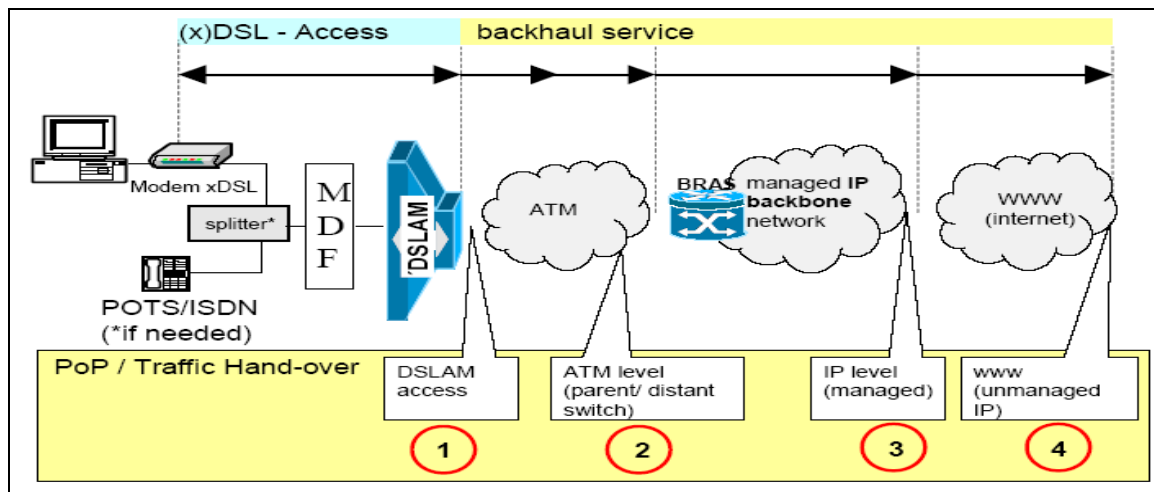 (x)DSL - Access
backhaul service
Modem xDSL
splitter*
M
D
F
DSLAM
ATM
BRAS
managed IP
backbone
network
WWW
(internet)
POTS/ISDN
(*if needed)
PoP / Traffic Hand-over
DSLAM
access
ATM level
(parent/ distant
switch)
IP level
(managed)
www
(unmanaged
IP)
1
2
3
4